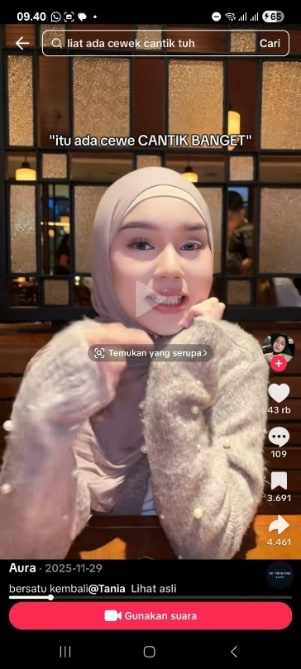 09.40
65
liat ada cewek cantik tuh
Cari
"itu ada cewe CANTIK BANGET"
Temukan yang serupa>
43 rb
109
3.691
4.461
Aura · 2025-11-29
bersatu kembali@Tania Lihat asli
Gunakan suara